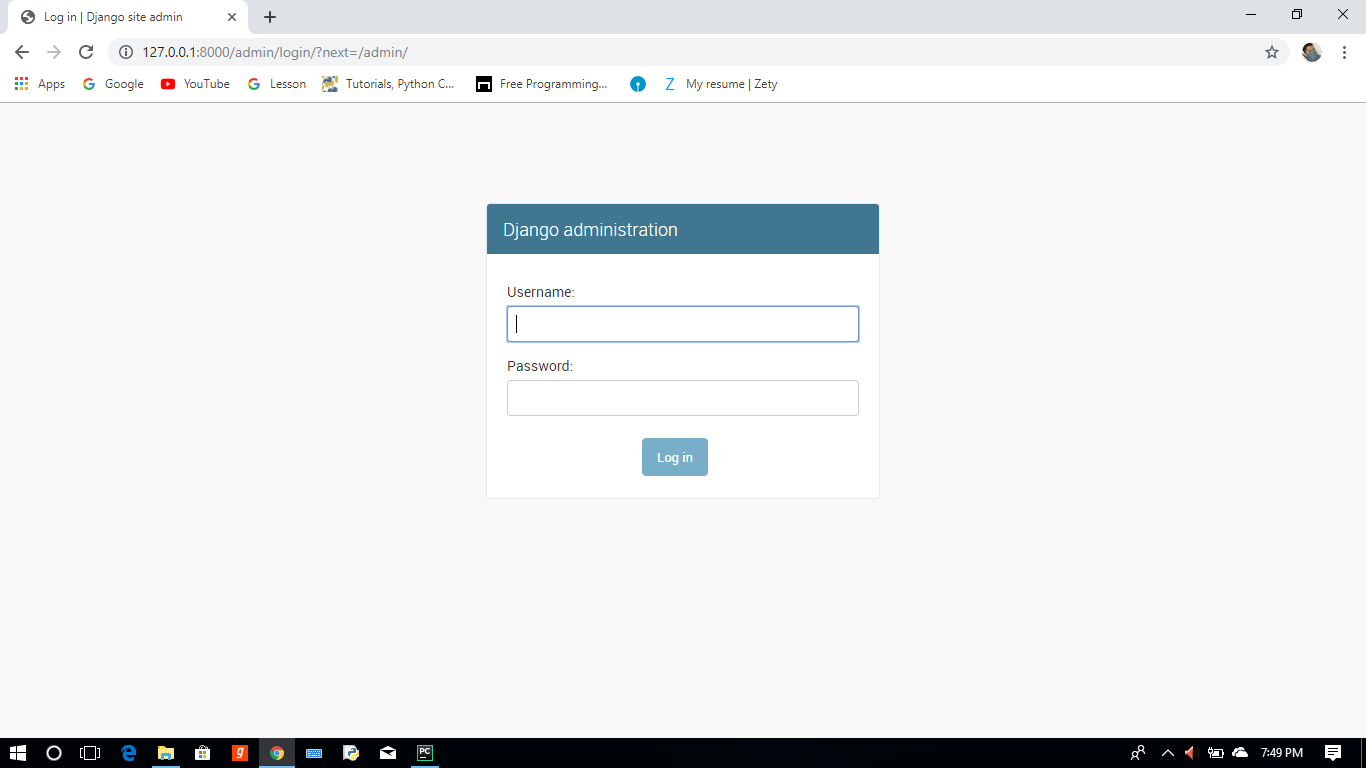 Log in | Django site admin
127.0.0.1:8000/admin/login/?next=/admin/
Apps Google YouTube Lesson Tutorials, Python C... Free Programming... Z My resume | Zety
Django administration
Username:
Password:
Log in
g PC 7:49 PM